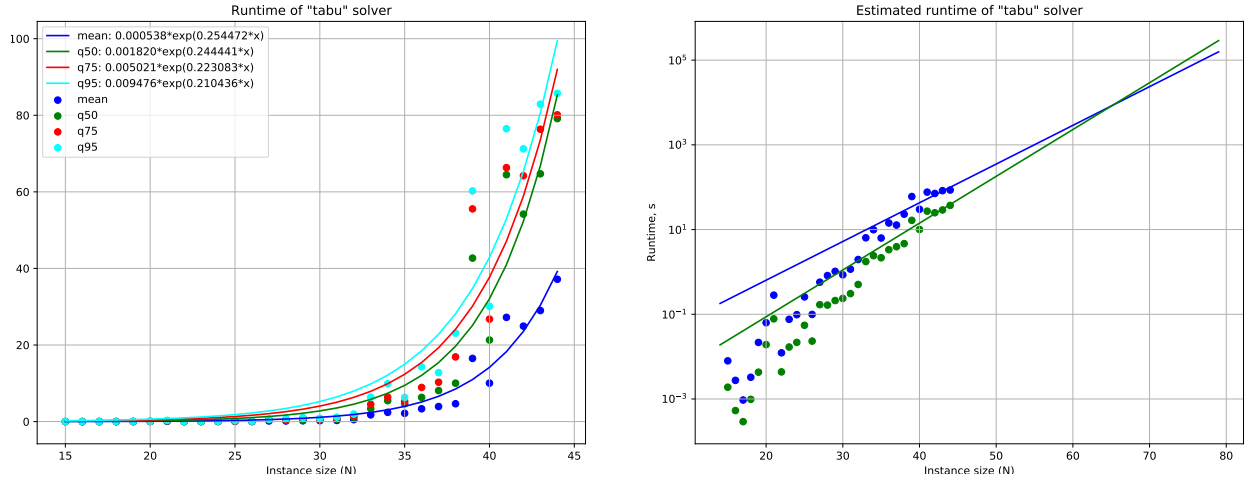 Runtime of "tabu" solver
mean: 0.000538*exp(0.254472*x)
q50: 0.001820*exp(0.244441*x)
q75: 0.005021*exp(0.223083*x)
q95: 0.009476*exp(0.210436*x)
mean
q50
q75
q95
100
80
60
40
20
0
15 20 25 30 35 40 45
Instance size (N)
Estimated runtime of "tabu" solver
Runtime, s
10^5
10^3
10^1
10^−1
10^−3
20 30 40 50 60 70 80
Instance size (N)